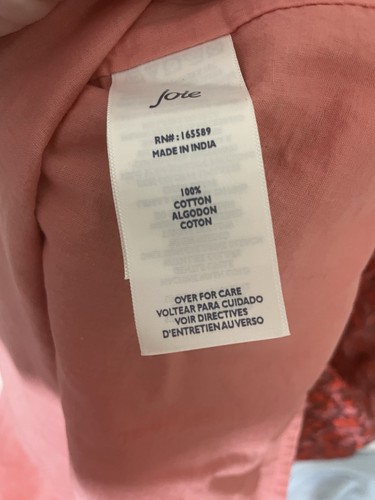 Joie
RN#: 165589
MADE IN INDIA
100%
COTTON
ALGODON
COTON
OVER FOR CARE
VOLTEAR PARA CUIDADO
VOIR DIRECTIVES
D'ENTRETIEN AU VERSO